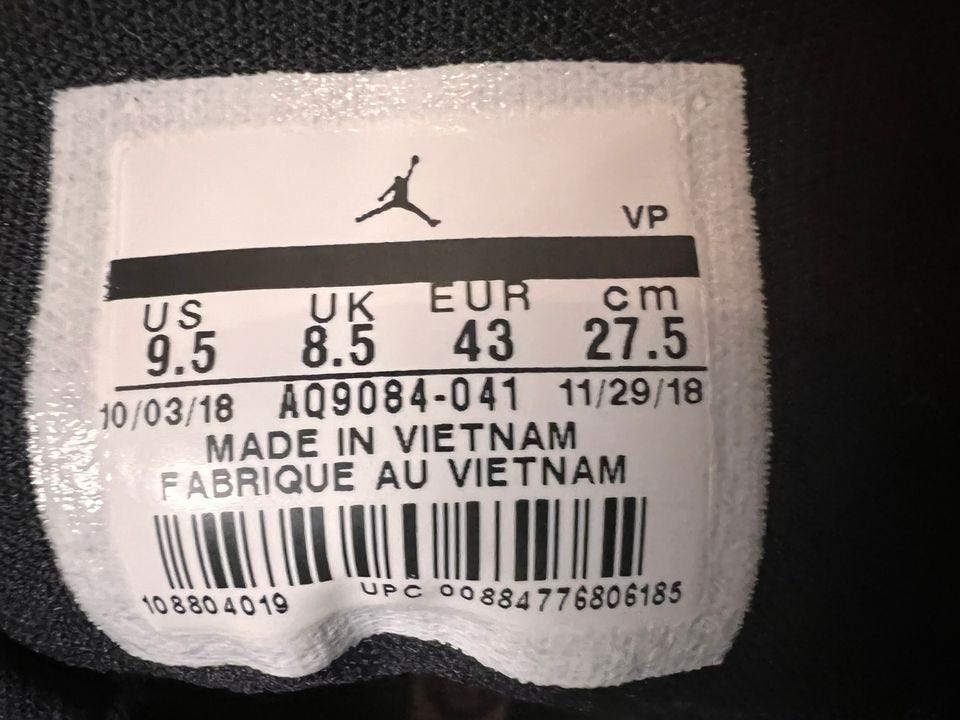 VP
US UK EUR cm
9.5 8.5 43 27.5
10/03/18 AQ9084-041 11/29/18
MADE IN VIETNAM
FABRIQUE AU VIETNAM
108804019 UPC 00884776806185